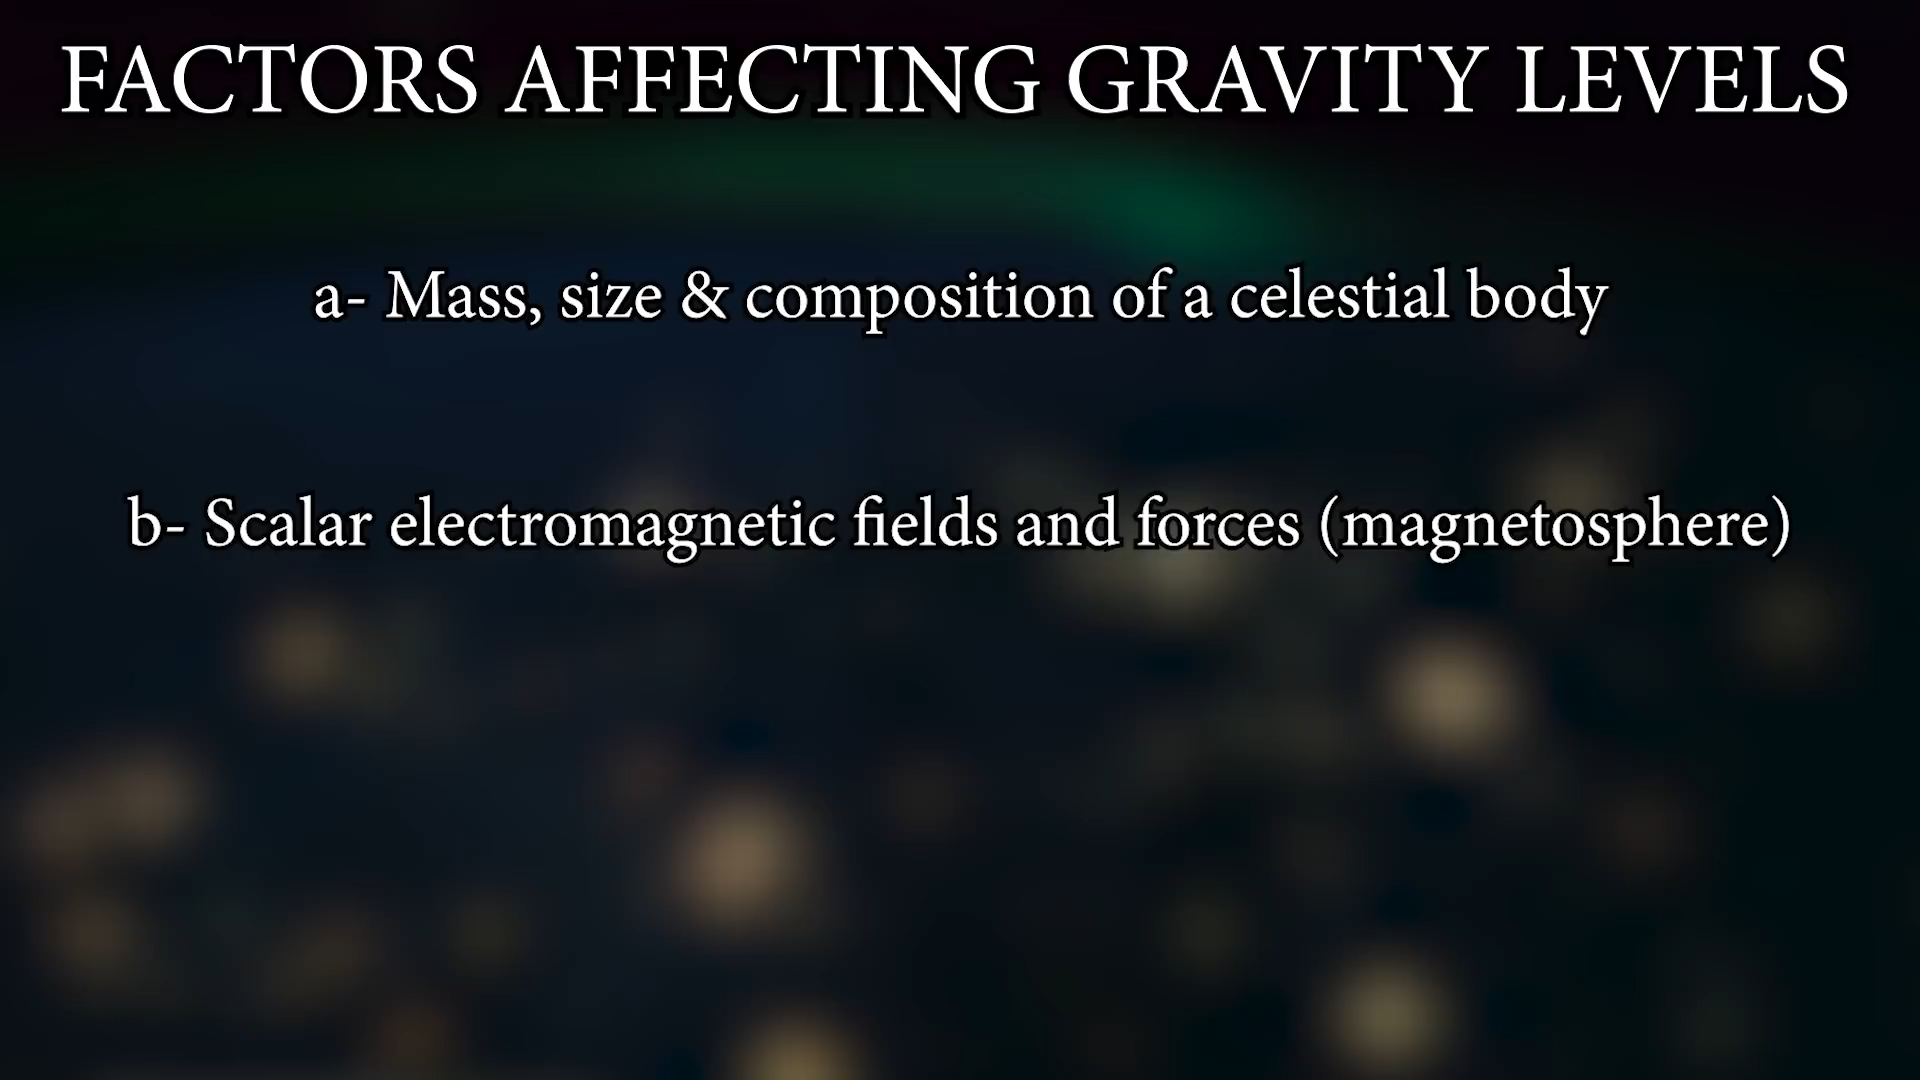 FACTORS AFFECTING GRAVITY LEVELS
a- Mass, size & composition of a celestial body
b- Scalar electromagnetic fields and forces (magnetosphere)